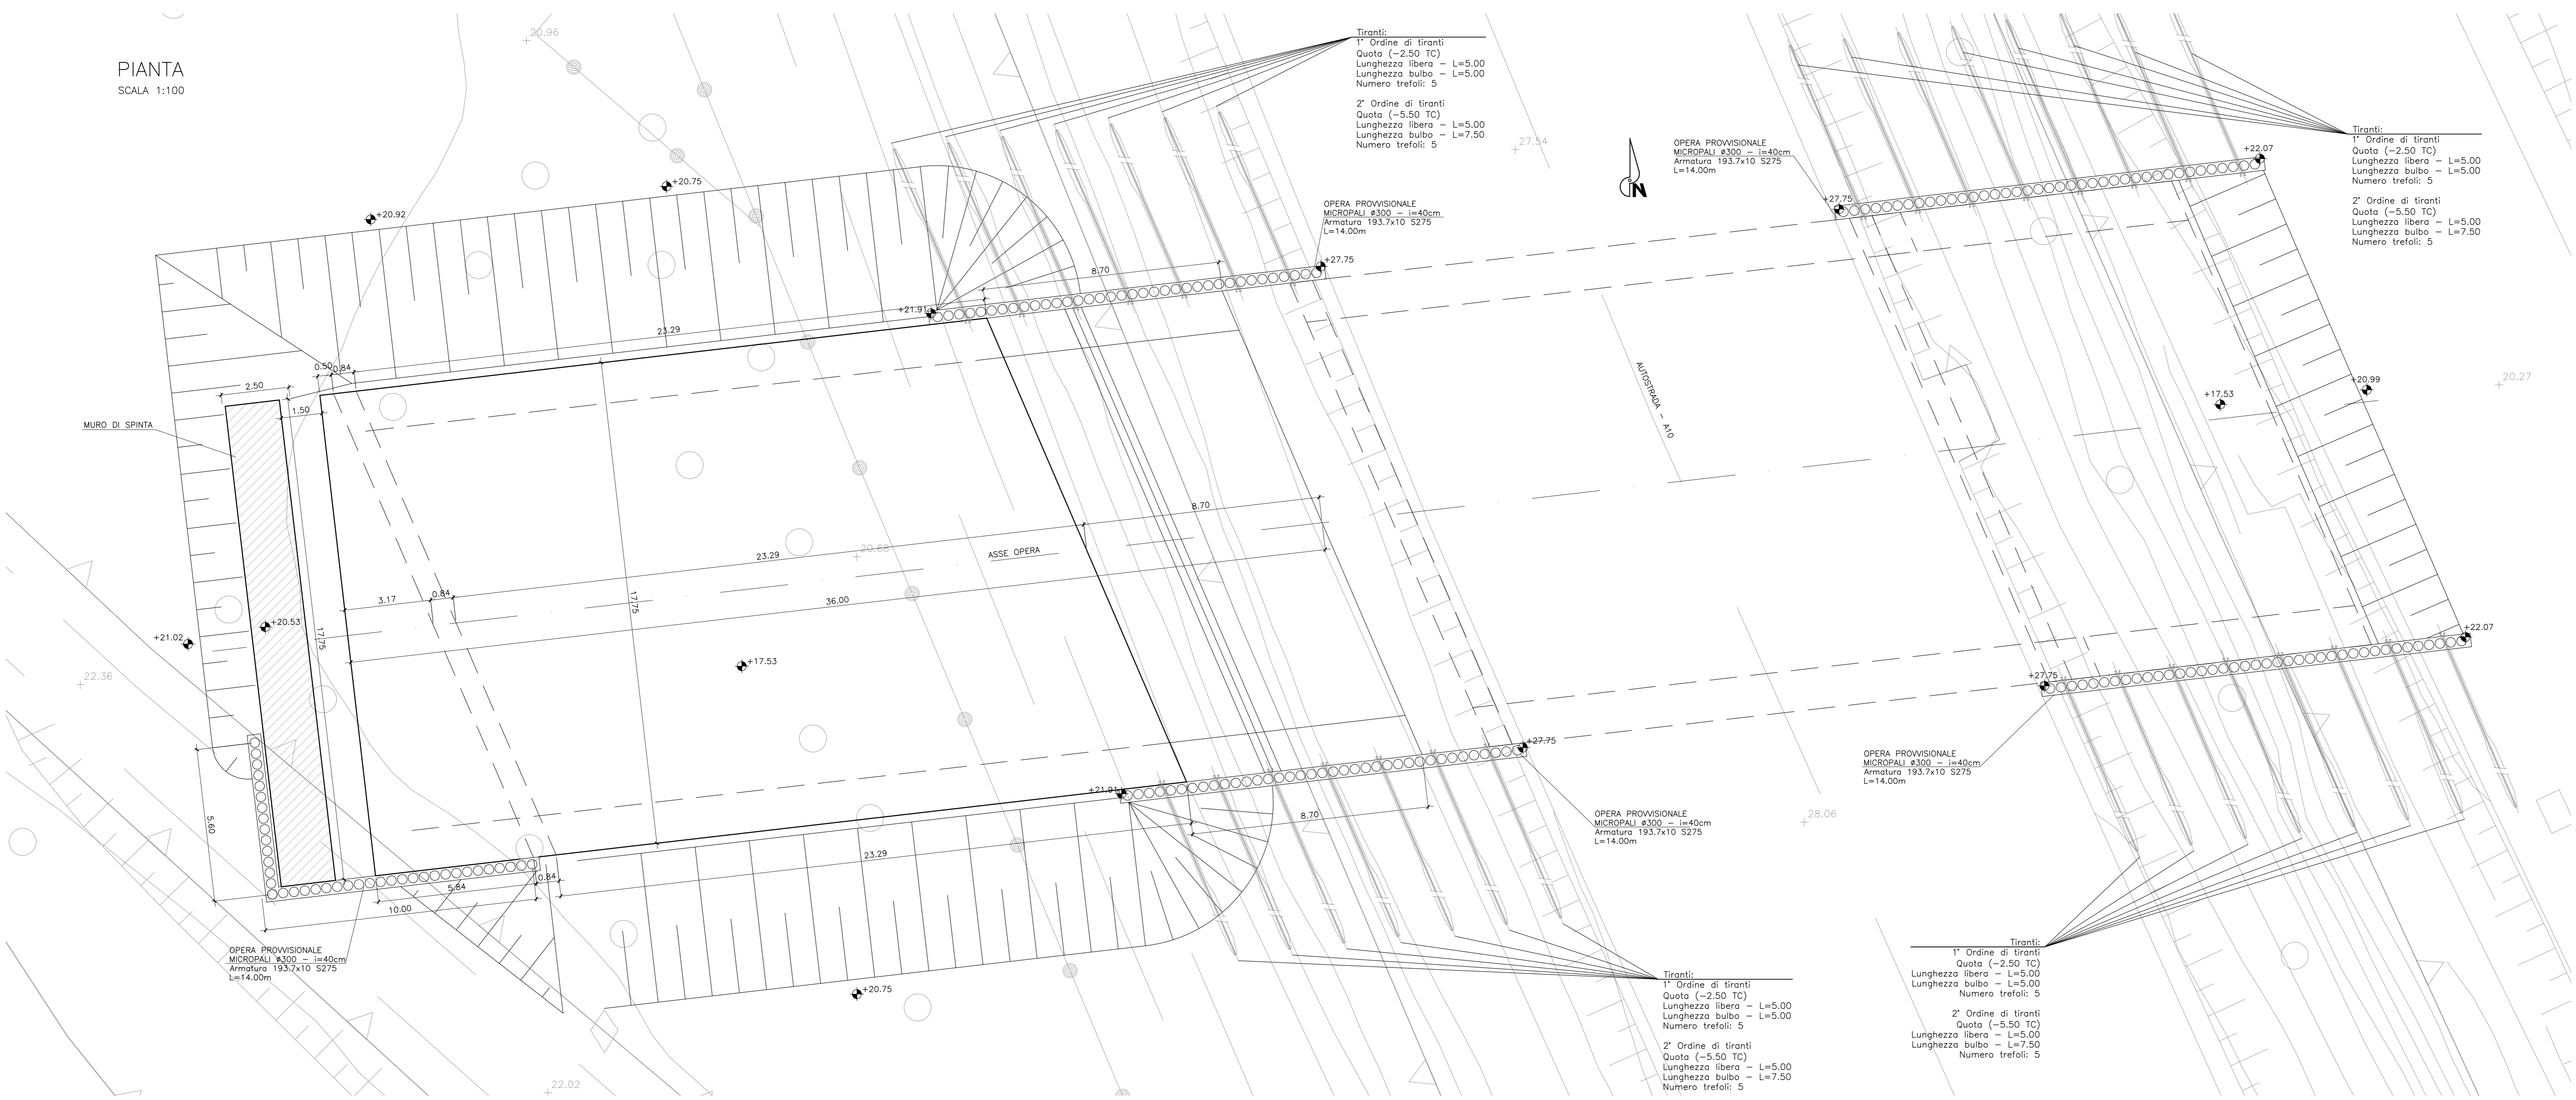 PIANTA
SCALA 1:100
20.96
Tiranti:
1° Ordine di tiranti
Quota (−2.50 TC)
Lunghezza libera − L=5.00
Lunghezza bulbo − L=5.00
Numero trefoli: 5
2° Ordine di tiranti
Quota (−5.50 TC)
Lunghezza libera − L=5.00
Lunghezza bulbo − L=7.50
Numero trefoli: 5
27.54
OPERA PROVVISIONALE
MICROPALI ø300 − i=40cm
Armatura 193.7x10 S275
L=14.00m
N
Tiranti:
1° Ordine di tiranti
Quota (−2.50 TC)
Lunghezza libera − L=5.00
Lunghezza bulbo − L=5.00
Numero trefoli: 5
2° Ordine di tiranti
Quota (−5.50 TC)
Lunghezza libera − L=5.00
Lunghezza bulbo − L=7.50
Numero trefoli: 5
+22.07
+27.75
+20.75
+20.92
OPERA PROVVISIONALE
MICROPALI ø300 − i=40cm
Armatura 193.7x10 S275
L=14.00m
+27.75
8.70
+21.91
23.29
0.50
0.84
2.50
1.50
MURO DI SPINTA
AUTOSTRADA − A10
20.27
+20.99
+17.53
8.70
23.29
20.68
ASSE OPERA
3.17
0.84
36.00
17.75
17.75
+20.53
+21.02
+17.53
22.36
+22.07
+27.75
+27.75
+21.91
OPERA PROVVISIONALE
MICROPALI ø300 − i=40cm
Armatura 193.7x10 S275
L=14.00m
OPERA PROVVISIONALE
MICROPALI ø300 − i=40cm
Armatura 193.7x10 S275
L=14.00m
28.06
8.70
23.29
5.60
5.84
0.84
10.00
OPERA PROVVISIONALE
MICROPALI ø300 − i=40cm
Armatura 193.7x10 S275
L=14.00m
+20.75
22.02
Tiranti:
1° Ordine di tiranti
Quota (−2.50 TC)
Lunghezza libera − L=5.00
Lunghezza bulbo − L=5.00
Numero trefoli: 5
2° Ordine di tiranti
Quota (−5.50 TC)
Lunghezza libera − L=5.00
Lunghezza bulbo − L=7.50
Numero trefoli: 5
Tiranti:
1° Ordine di tiranti
Quota (−2.50 TC)
Lunghezza libera − L=5.00
Lunghezza bulbo − L=5.00
Numero trefoli: 5
2° Ordine di tiranti
Quota (−5.50 TC)
Lunghezza libera − L=5.00
Lunghezza bulbo − L=7.50
Numero trefoli: 5